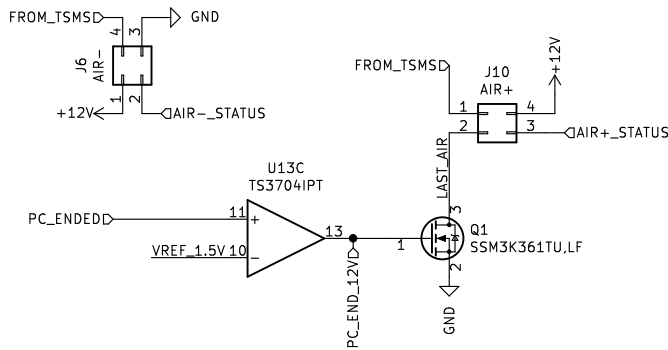 FROM_TSMS
4
3
GND
J6
AIR-
+12V
1
2
AIR-_STATUS
FROM_TSMS
J10
AIR+
+12V
1
4
2
3
AIR+_STATUS
LAST_AIR
U13C
TS3704IPT
PC_ENDED
11
+
13
VREF_1.5V
10
-
PC_END_12V
1
3
Q1
SSM3K361TU,LF
2
GND